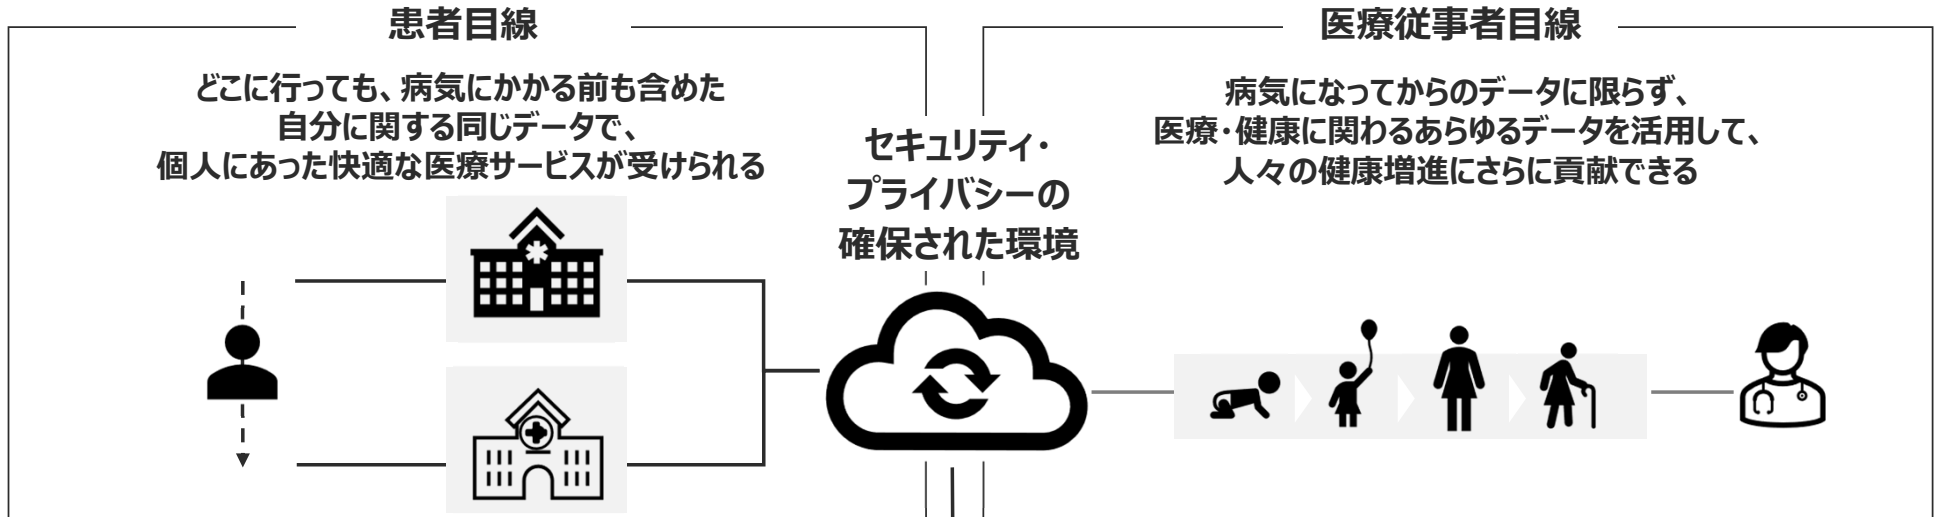 患者目線
どこに行っても、病気にかかる前も含めた
自分に関する同じデータで、
個人にあった快適な医療サービスが受けられる
セキュリティ・
プライバシーの
確保された環境
医療従事者目線
病気になってからのデータに限らず、
医療・健康に関わるあらゆるデータを活用して、
人々の健康増進にさらに貢献できる